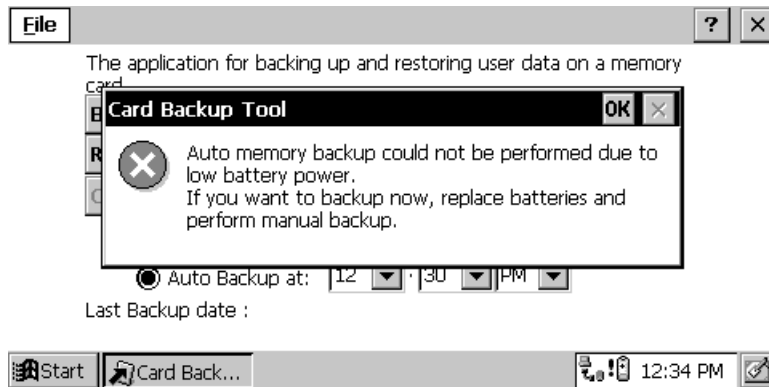 File ? ×
The application for backing up and restoring user data on a memory
card
Card Backup Tool OK ×
Auto memory backup could not be performed due to
low battery power.
If you want to backup now, replace batteries and
perform manual backup.
Auto Backup at: 12 : 30 PM
Last Backup date :
Start Card Back... 12:34 PM